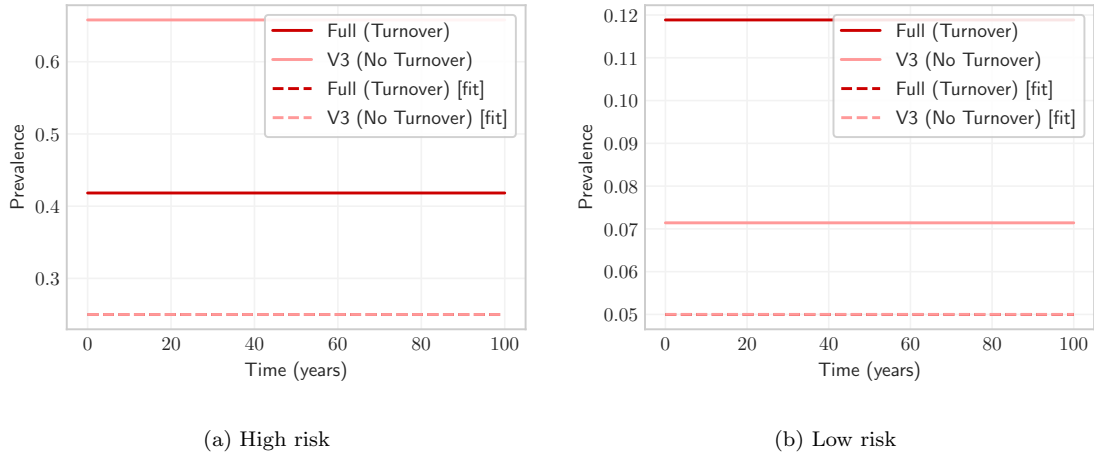 0.6
0.5
0.4
0.3
Prevalence
0
20
40
60
80
100
Time (years)
Full (Turnover)
V3 (No Turnover)
Full (Turnover) [fit]
V3 (No Turnover) [fit]
(a) High risk
0.12
0.11
0.10
0.09
0.08
0.07
0.06
0.05
Prevalence
0
20
40
60
80
100
Time (years)
Full (Turnover)
V3 (No Turnover)
Full (Turnover) [fit]
V3 (No Turnover) [fit]
(b) Low risk